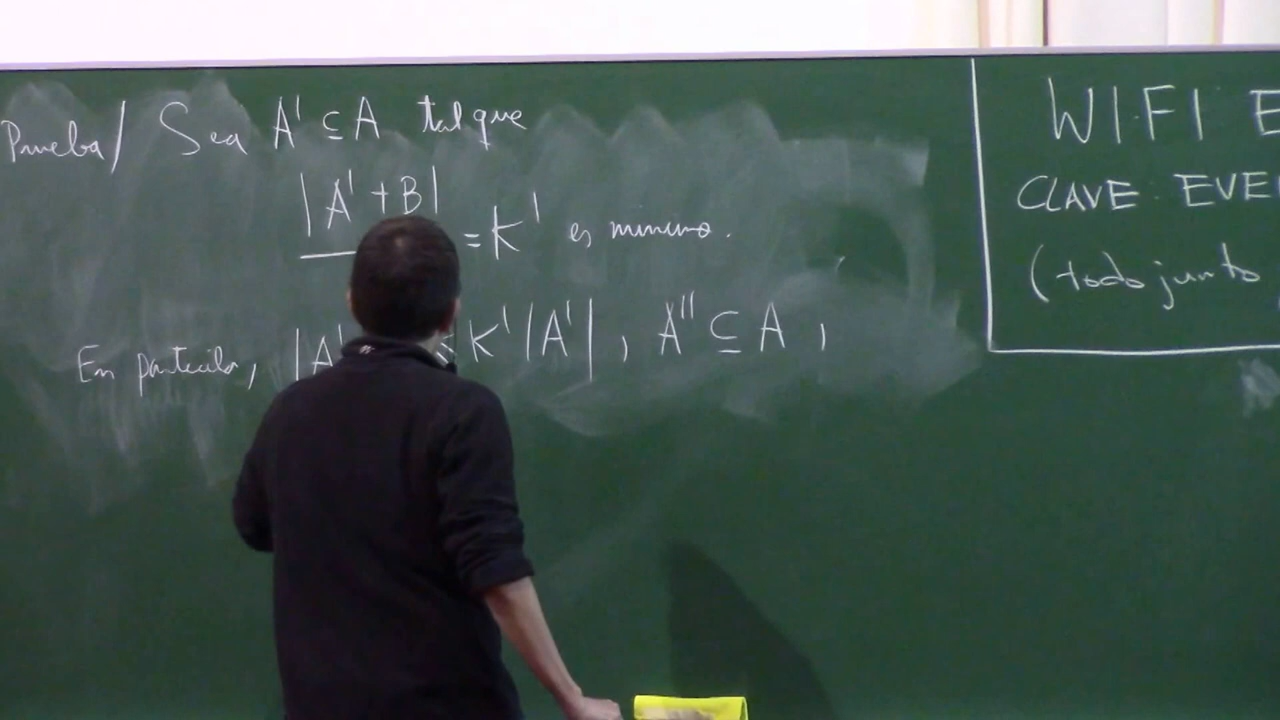 Prueba/ Sea A' ⊆ A tal que
|A' + B|
= K' es mínimo.
En particular, |A' ≤ K' |A'| , A'' ⊆ A ,
WIFI E
CLAVE: EVE
(todo junto